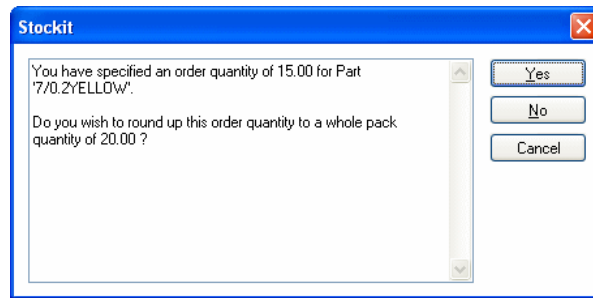 Stockit
You have specified an order quantity of 15.00 for Part
'7/0.2YELLOW'.
Do you wish to round up this order quantity to a whole pack
quantity of 20.00 ?
Yes
No
Cancel